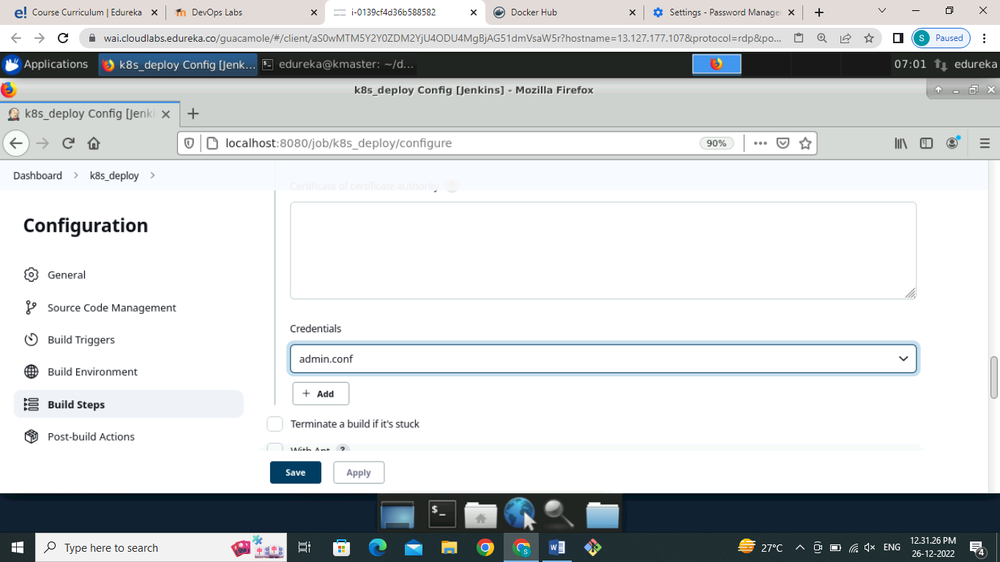 Course Curriculum | Edureka
DevOps Labs
i-0139cf4d36b588582
Docker Hub
Settings - Password Manage
wai.cloudlabs.edureka.co/guacamole/#/client/aS0wMTM5Y2Y0ZDM2YjU4ODU4MgBjAG51dmVsaW5r?hostname=13.127.177.107&protocol=rdp&po...
S Paused
Applications
k8s_deploy Config [Jenk...
edureka@kmaster: ~/d...
07:01
edureka
k8s_deploy Config [Jenkins] - Mozilla Firefox
k8s_deploy Config [Jenki
localhost:8080/job/k8s_deploy/configure
90%
Dashboard
k8s_deploy
Certificate of certificate authority ?
Configuration
General
Source Code Management
Build Triggers
Build Environment
Build Steps
Post-build Actions
Credentials
admin.conf
+ Add
Terminate a build if it's stuck
With Ant ?
Save
Apply
Type here to search
27°C
ENG
12.31.26 PM
26-12-2022
4